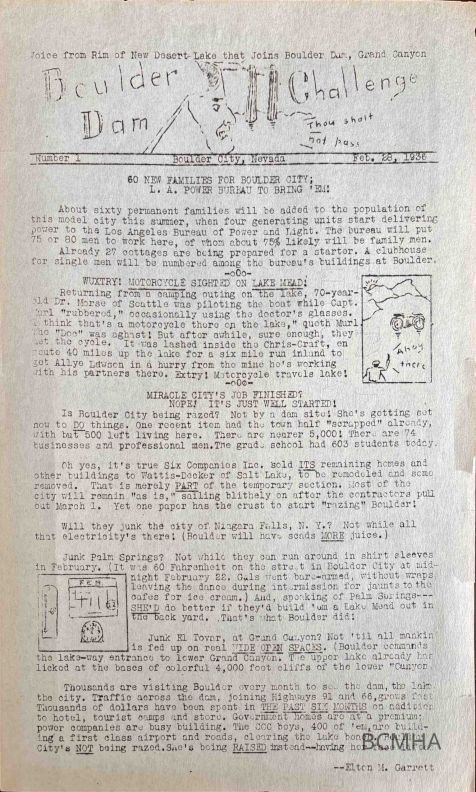 Voice from Rim of New Desert Lake that Joins Boulder Dam, Grand Canyon
Boulder Dam Challenge
Thou shalt
not pass
Number 1 Boulder City, Nevada Feb. 28, 1936
60 NEW FAMILIES FOR BOULDER CITY;
L. A. POWER BUREAU TO BRING 'EM!
About sixty permanent families will be added to the population of
this model city this summer, when four generating units start delivering
power to the Los Angeles Bureau of Power and Light. The bureau will put
75 or 80 men to work here, of whom about 75% likely will be family men.
Already 27 cottages are being prepared for a starter. A clubhouse
for single men will be numbered among the bureau's buildings at Boulder.
-oOo-
WUXTRY! MOTORCYCLE SIGHTED ON LAKE MEAD!
Returning from a camping outing on the lake, 70-year-
old Dr. Morse of Seattle was piloting the boat while Capt.
Murl "rubbered," occasionally using the doctor's glasses.
"I think that's a motorcycle there on the lake," quoth Murl.
The "Doc" was aghast! But after awhile, sure enough, they
met the cycle. It was lashed inside the Chris-Craft, en
route 40 miles up the lake for a six mile run inland to
get Allye Lawson in a hurry from the mine he's working
with his partners there. Extry! Motorcycle travels lake!
Ahoy
there
-oOo-
MIRACLE CITY'S JOB FINISHED?
NOPE! IT'S JUST WELL STARTED!
Is Boulder City being razed? Not by a dam site! She's getting set
now to DO things. One recent item had the town half "scrapped" already,
with but 500 left living here. There are nearer 5,000! There are 74
businesses and professional men. The grade school had 603 students today.
Oh yes, it's true Six Companies Inc. sold ITS remaining homes and
other buildings to Wattis-Decker of Salt Lake, to be remodeled and some
removed. That is merely PART of the temporary section. Most of the
city will remain "as is," sailing blithely on after the contractors pull
out March 1. Yet one paper has the crust to start "razing" Boulder!
Will they junk the city of Niagara Falls, N. Y.? Not while all
that electricity's there! (Boulder will have scads MORE juice.)
Junk Palm Springs? Not while they can run around in shirt sleeves
in February. (It was 60 Fahrenheit on the street in Boulder City at mid-
night February 22. Gals went bare-armed, without wraps
leaving the dance during intermission for jaunts to the
cafes for ice cream.) And, speaking of Palm Springs---
SHE'D do better if they'd build 'em a Lake Mead out in
the back yard. That's what Boulder did!
FEB.
Junk El Tovar, at Grand Canyon? Not 'til all mankin
is fed up on real WIDE OPEN SPACES. (Boulder commands
the lake-way entrance to lower Grand Canyon. The upper lake already has
licked at the bases of colorful 4,000 foot cliffs of the lower "Canyon.
Thousands are visiting Boulder every month to see the dam, the lake
the city. Traffic across the dam, joining Highways 91 and 66, grows fast
Thousands of dollars have been spent in THE PAST SIX MONTHS on addition
to hotel, tourist camps and store. Government homes are at a premium;
power companies are busy building. The CCC boys, 400 of 'em, are build-
ing a first class airport and roads, clearing the lake
City's NOT being razed. She's being RAISED instead--having
--Elton M. Garrett
BCMHA